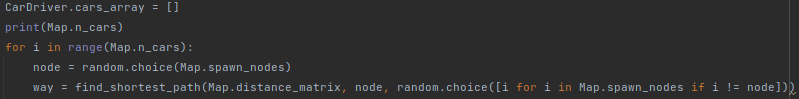 CarDriver.cars_array = []
print(Map.n_cars)
for i in range(Map.n_cars):
    node = random.choice(Map.spawn_nodes)
    way = find_shortest_path(Map.distance_matrix, node, random.choice([i for i in Map.spawn_nodes if i != node]))